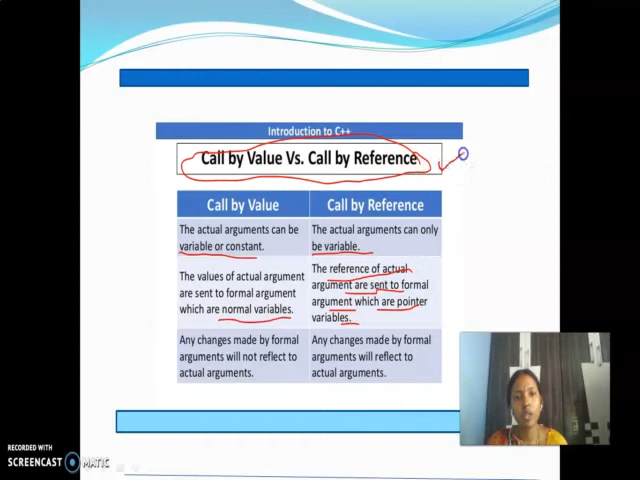 Introduction to C++
Call by Value Vs. Call by Reference
Call by Value
Call by Reference
The actual arguments can be
variable or constant.
The actual arguments can only
be variable.
The values of actual argument
are sent to formal argument
which are normal variables.
The reference of actual
argument are sent to formal
argument which are pointer
variables.
Any changes made by formal
arguments will not reflect to
actual arguments.
Any changes made by formal
arguments will reflect to
actual arguments.
RECORDED WITH
SCREENCAST MATIC